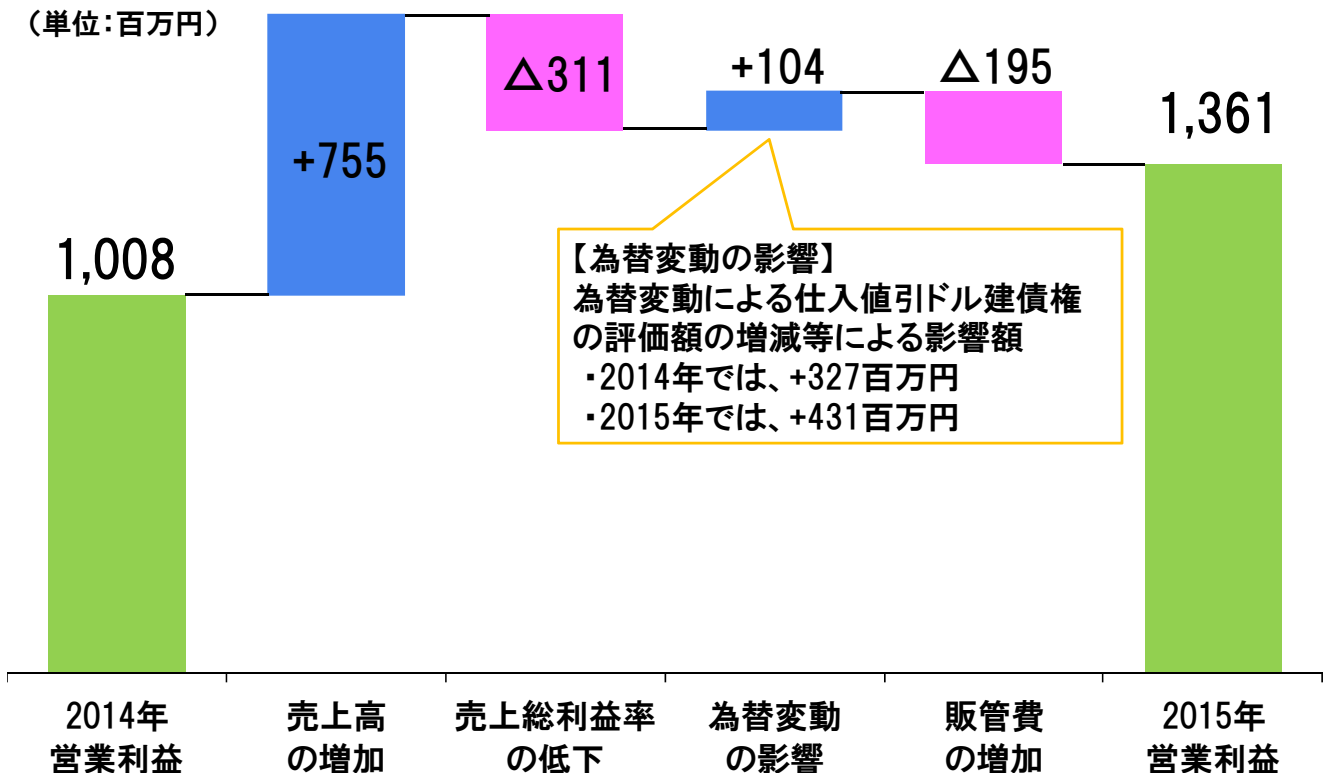 （単位：百万円）
+755
△311
+104
△195
1,361
1,008
【為替変動の影響】
為替変動による仕入値引ドル建債権
の評価額の増減等による影響額
・2014年では、+327百万円
・2015年では、+431百万円
2014年
営業利益
売上高
の増加
売上総利益率
の低下
為替変動
の影響
販管費
の増加
2015年
営業利益